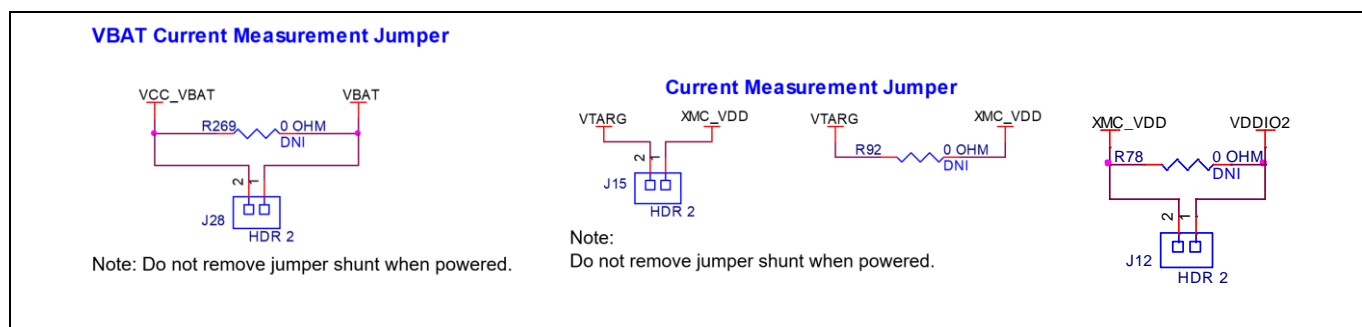 VBAT Current Measurement Jumper
VCC_VBAT VBAT
R269 0 OHM
DNI
2 1
J28
HDR 2
Note: Do not remove jumper shunt when powered.
Current Measurement Jumper
VTARG XMC_VDD
2 1
J15
HDR 2
VTARG XMC_VDD
R92 0 OHM
DNI
Note:
Do not remove jumper shunt when powered.
XMC_VDD VDDIO2
R78 0 OHM
DNI
2 1
J12
HDR 2